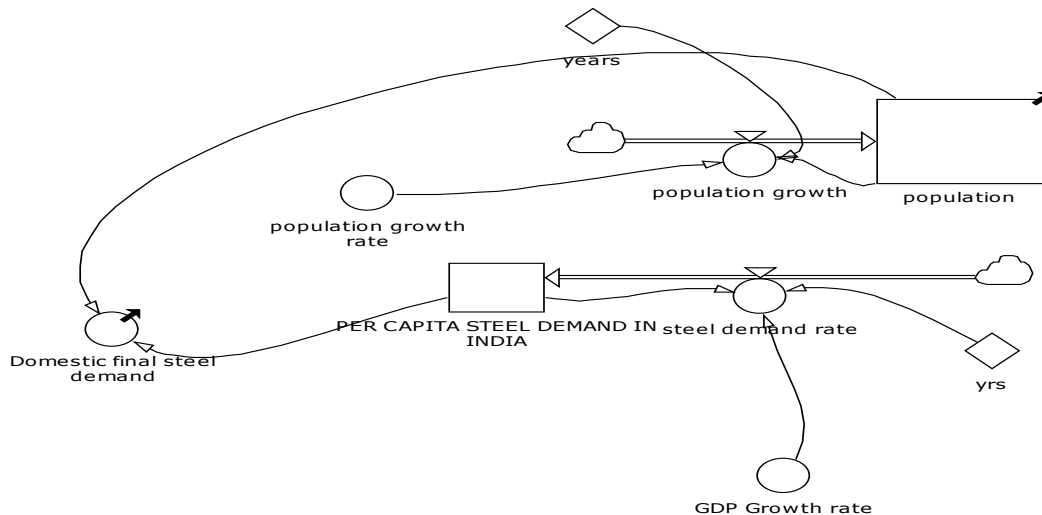 years
population growth
population
population growth
rate
PER CAPITA STEEL DEMAND IN
INDIA
steel demand rate
Domestic final steel
demand
yrs
GDP Growth rate